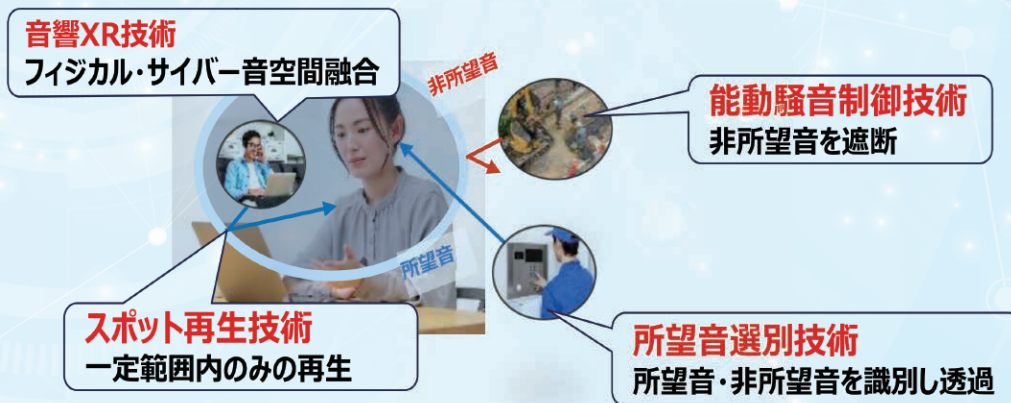 音響XR技術
フィジカル・サイバー音空間融合
非所望音
能動騒音制御技術
非所望音を遮断
所望音
スポット再生技術
一定範囲内のみの再生
所望音選別技術
所望音・非所望音を識別し透過